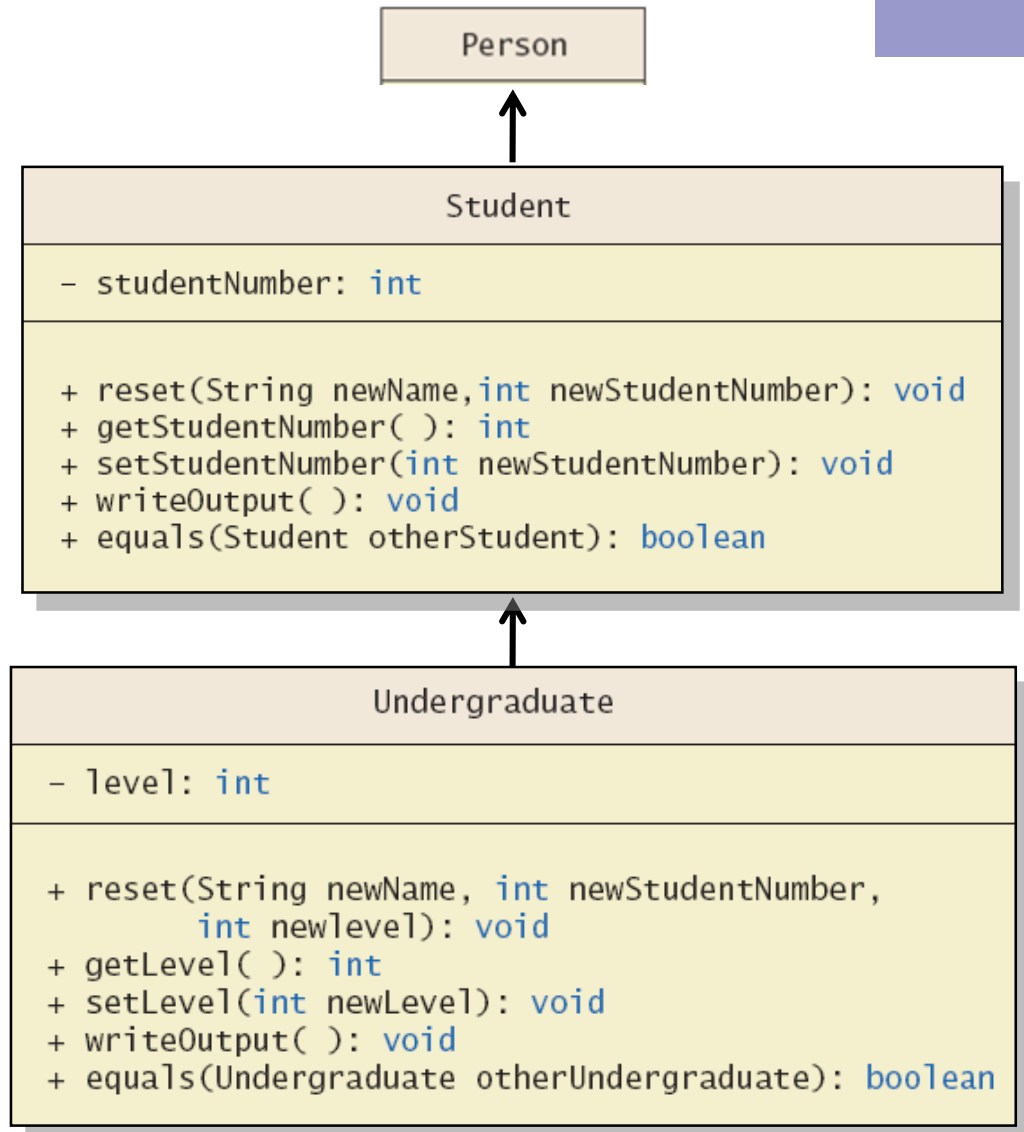 Person
Student
– studentNumber: int
+ reset(String newName,int newStudentNumber): void
+ getStudentNumber( ): int
+ setStudentNumber(int newStudentNumber): void
+ writeOutput( ): void
+ equals(Student otherStudent): boolean
Undergraduate
– level: int
+ reset(String newName, int newStudentNumber,
int newlevel): void
+ getLevel( ): int
+ setLevel(int newLevel): void
+ writeOutput( ): void
+ equals(Undergraduate otherUndergraduate): boolean